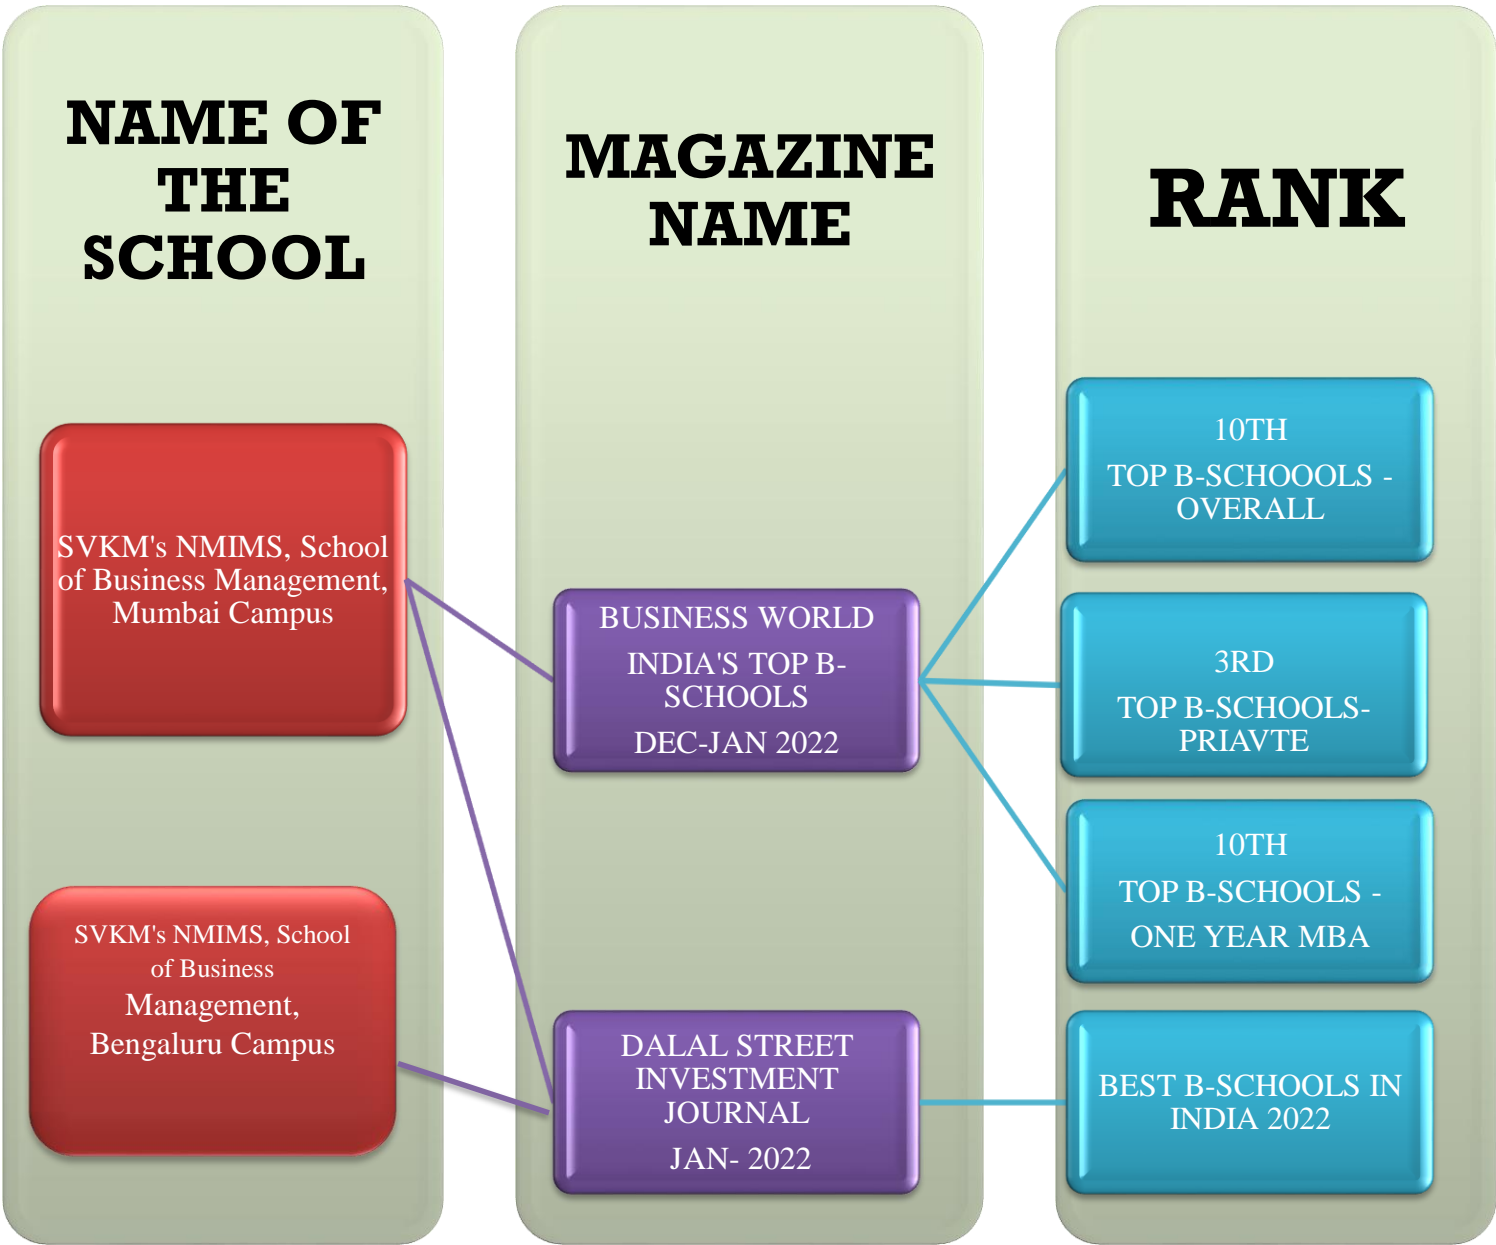 NAME OF
THE
SCHOOL
SVKM's NMIMS, School
of Business Management,
Mumbai Campus
SVKM's NMIMS, School
of Business
Management,
Bengaluru Campus
MAGAZINE
NAME
BUSINESS WORLD
INDIA'S TOP B-
SCHOOLS
DEC-JAN 2022
DALAL STREET
INVESTMENT
JOURNAL
JAN- 2022
RANK
10TH
TOP B-SCHOOOLS -
OVERALL
3RD
TOP B-SCHOOLS-
PRIAVTE
10TH
TOP B-SCHOOLS -
ONE YEAR MBA
BEST B-SCHOOLS IN
INDIA 2022